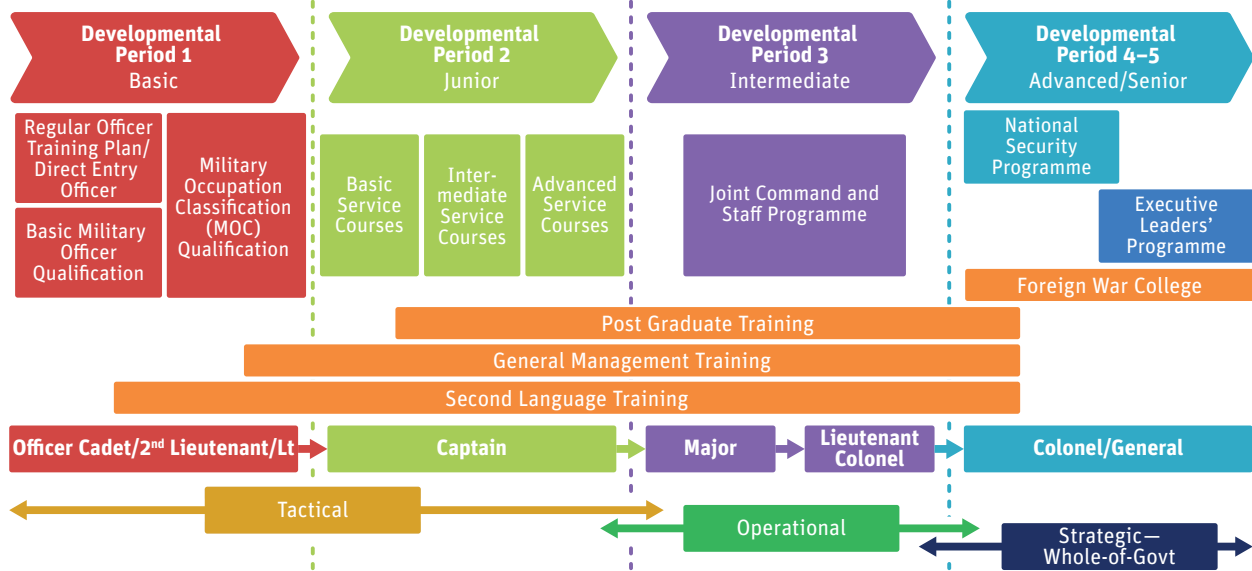 Developmental
Period 1
Basic
Developmental
Period 2
Junior
Developmental
Period 3
Intermediate
Developmental
Period 4–5
Advanced/Senior
Regular Officer
Training Plan/
Direct Entry
Officer
Basic Military
Officer
Qualification
Military
Occupation
Classification
(MOC)
Qualification
Basic
Service
Courses
Inter-
mediate
Service
Courses
Advanced
Service
Courses
Joint Command and
Staff Programme
National
Security
Programme
Executive
Leaders’
Programme
Foreign War College
Post Graduate Training
General Management Training
Second Language Training
Officer Cadet/2nd Lieutenant/Lt
Captain
Major
Lieutenant
Colonel
Colonel/General
Tactical
Operational
Strategic—
Whole-of-Govt